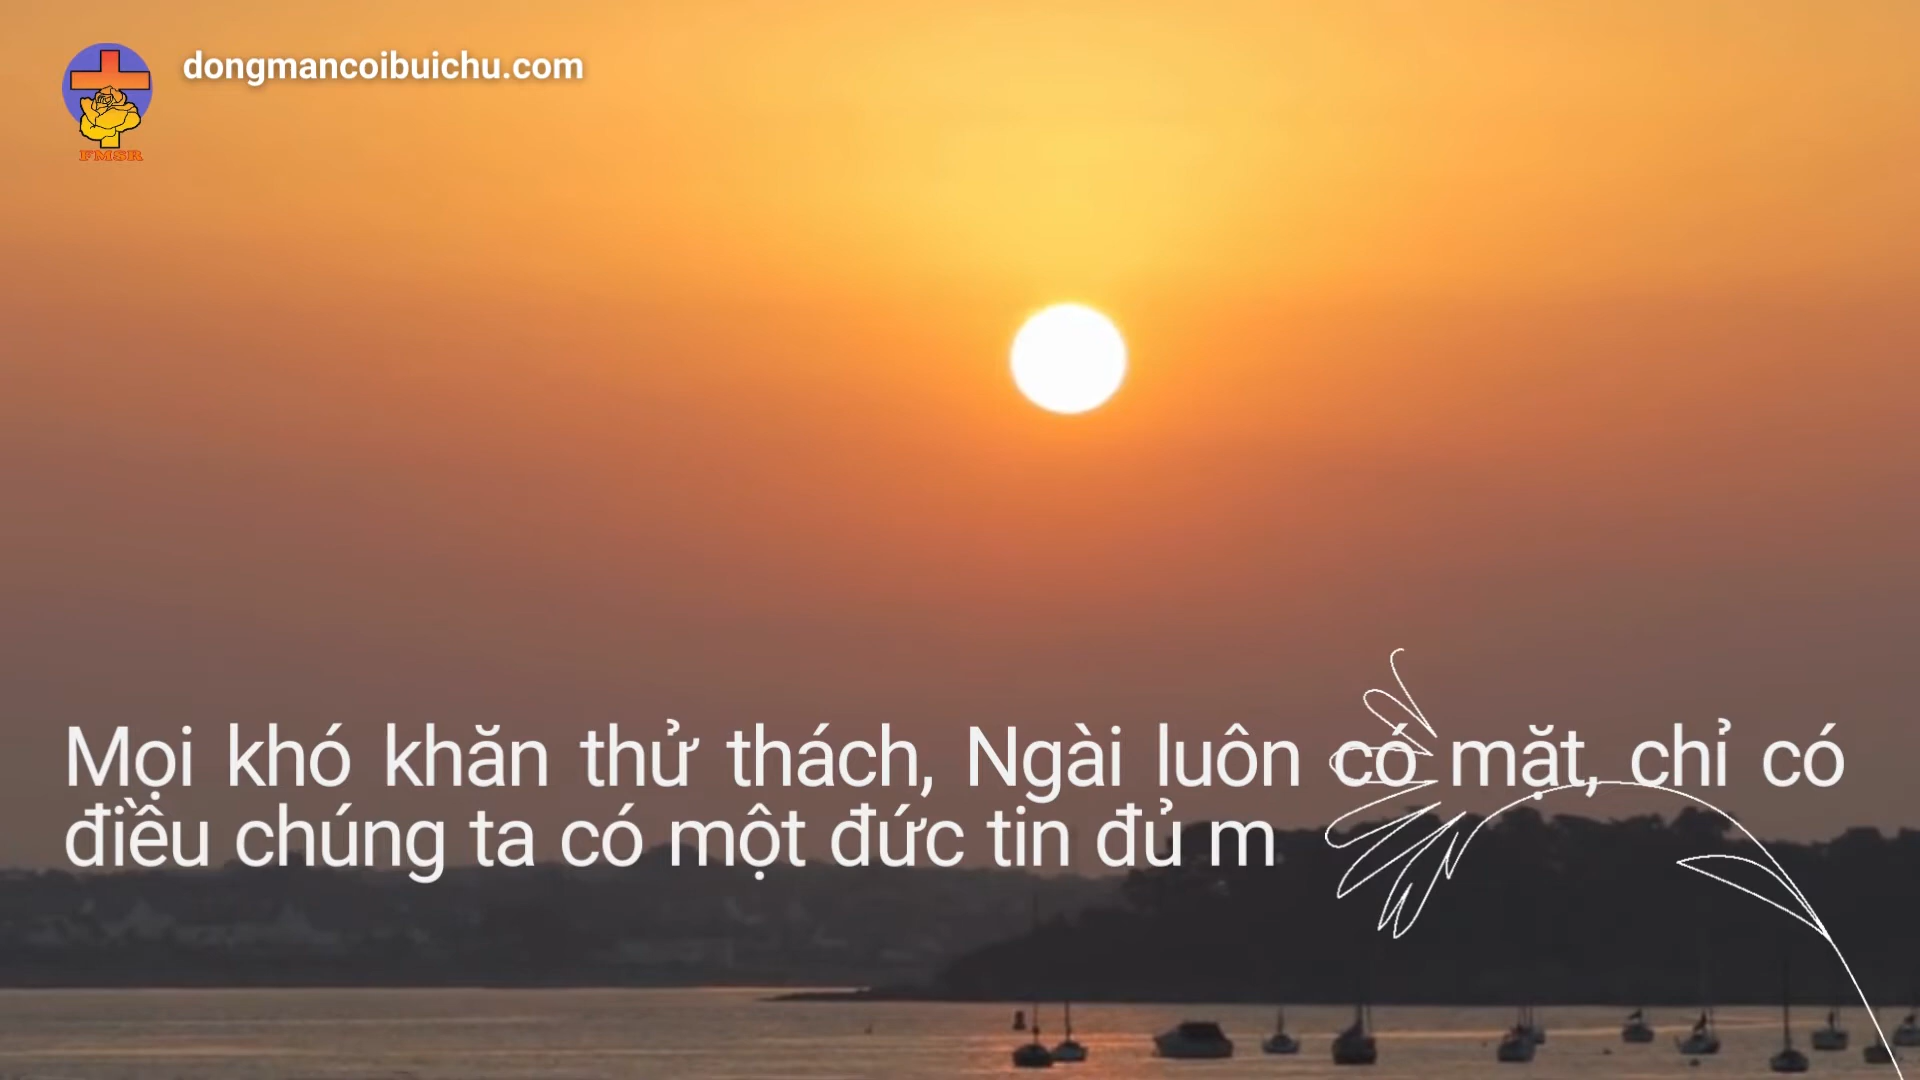 dongmancoibuichu.com
FMSR
Mọi khó khăn thử thách, Ngài luôn có mặt, chỉ có
điều chúng ta có một đức tin đủ m